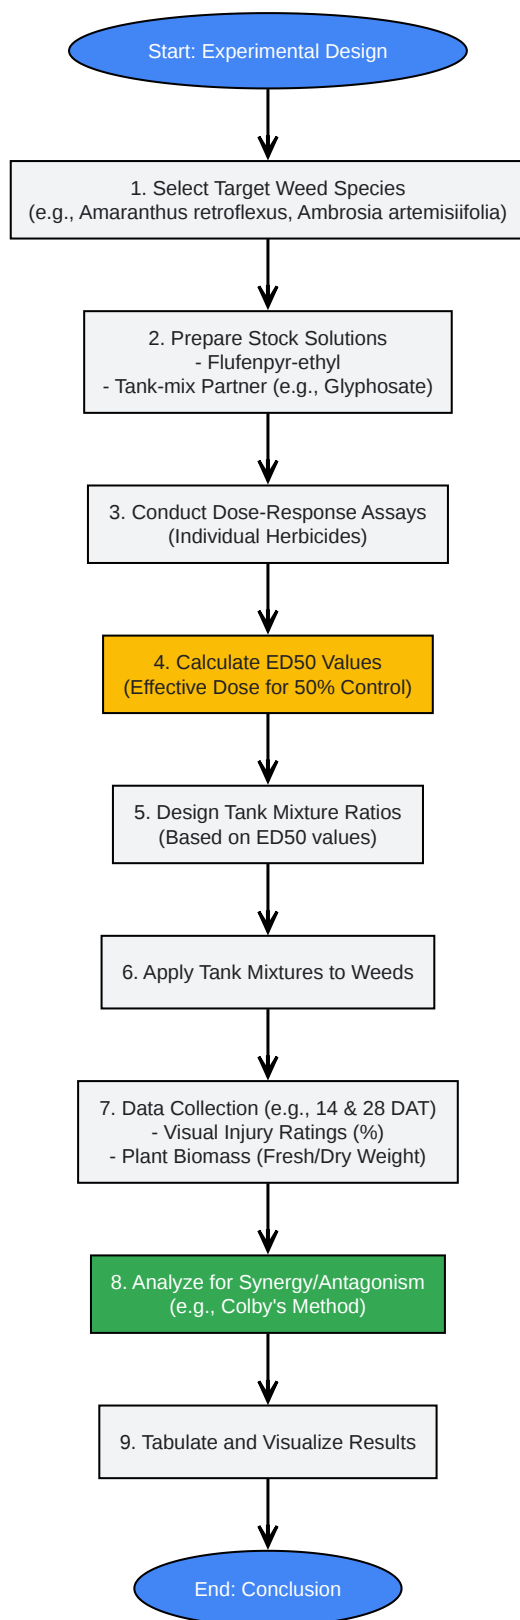 Start: Experimental Design
1. Select Target Weed Species
(e.g., Amaranthus retroflexus, Ambrosia artemisiifolia)
2. Prepare Stock Solutions
- Flufenpyr-ethyl
- Tank-mix Partner (e.g., Glyphosate)
3. Conduct Dose-Response Assays
(Individual Herbicides)
4. Calculate ED50 Values
(Effective Dose for 50% Control)
5. Design Tank Mixture Ratios
(Based on ED50 values)
6. Apply Tank Mixtures to Weeds
7. Data Collection (e.g., 14 & 28 DAT)
- Visual Injury Ratings (%)
- Plant Biomass (Fresh/Dry Weight)
8. Analyze for Synergy/Antagonism
(e.g., Colby's Method)
9. Tabulate and Visualize Results
End: Conclusion